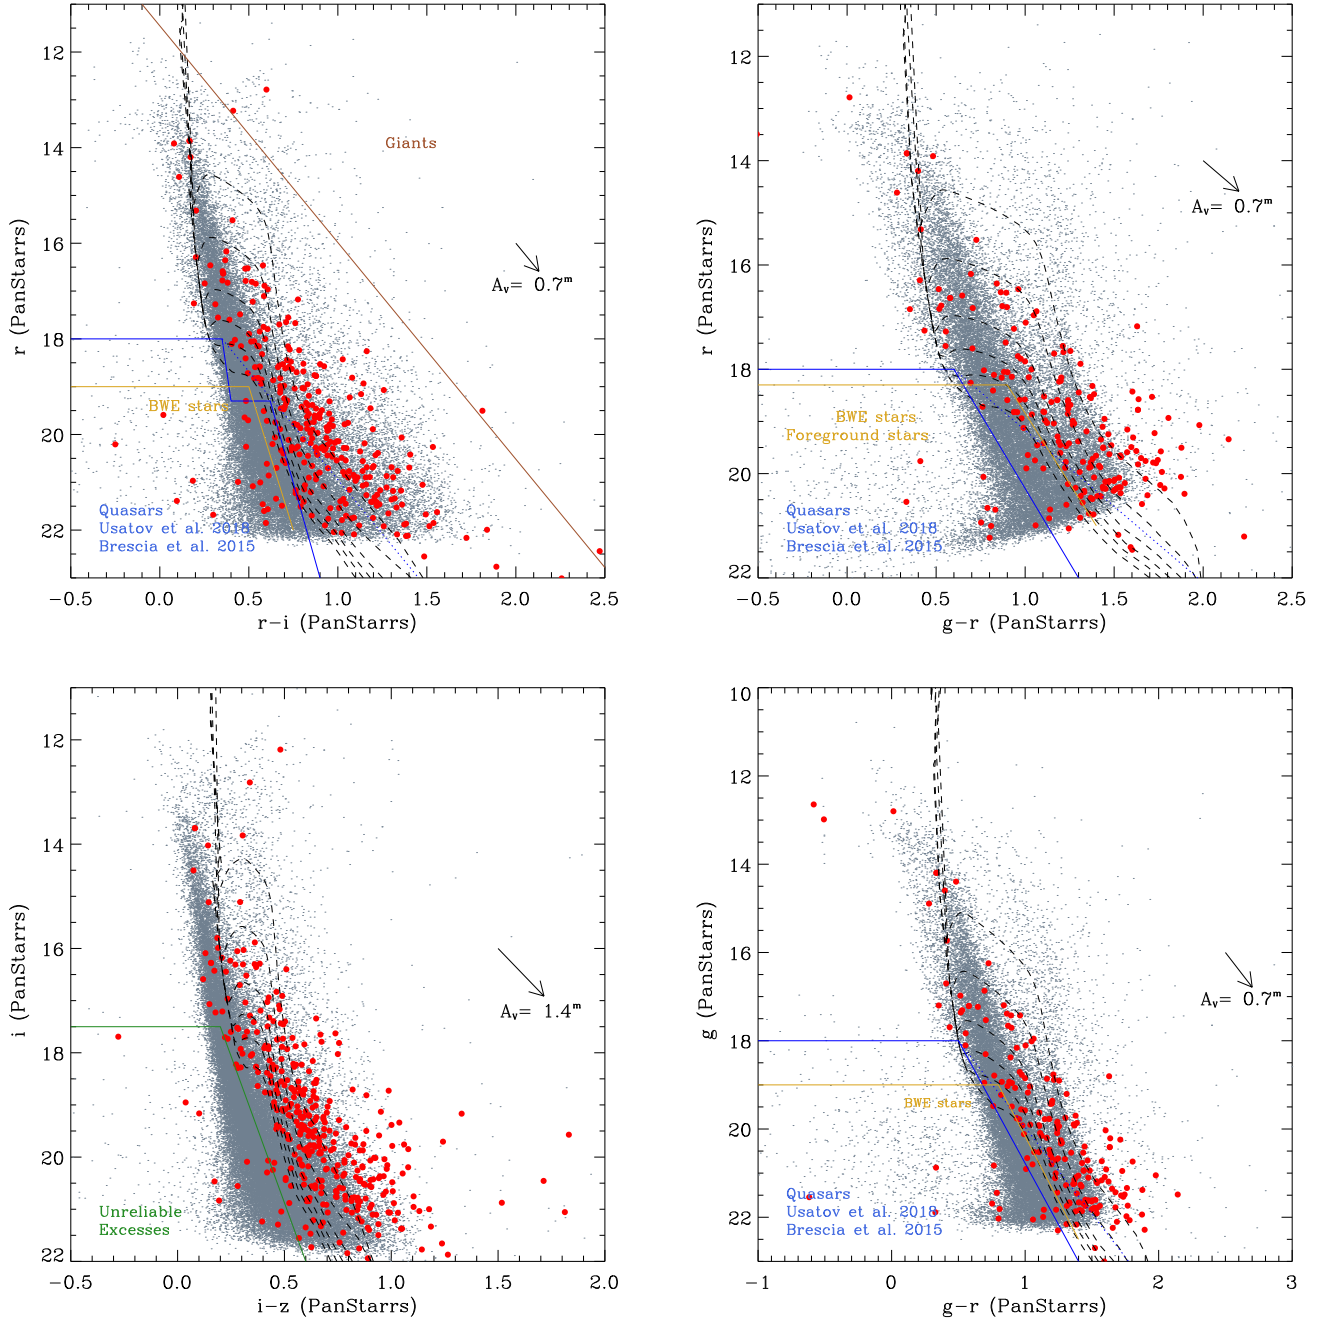 12
14
16
18
20
22
-0.5
0.0
0.5
1.0
1.5
2.0
2.5
r (PanStarrs)
r-i (PanStarrs)
Giants
Av= 0.7m
BWE stars
Quasars
Usatov et al. 2018
Brescia et al. 2015
12
14
16
18
20
22
-0.5
0.0
0.5
1.0
1.5
2.0
2.5
r (PanStarrs)
g-r (PanStarrs)
Av= 0.7m
BWE stars
Foreground stars
Quasars
Usatov et al. 2018
Brescia et al. 2015
12
14
16
18
20
22
-0.5
0.0
0.5
1.0
1.5
2.0
i (PanStarrs)
i-z (PanStarrs)
Av= 1.4m
Unreliable
Excesses
10
12
14
16
18
20
22
-1
0
1
2
3
g (PanStarrs)
g-r (PanStarrs)
Av= 0.7m
BWE stars
Quasars
Usatov et al. 2018
Brescia et al. 2015